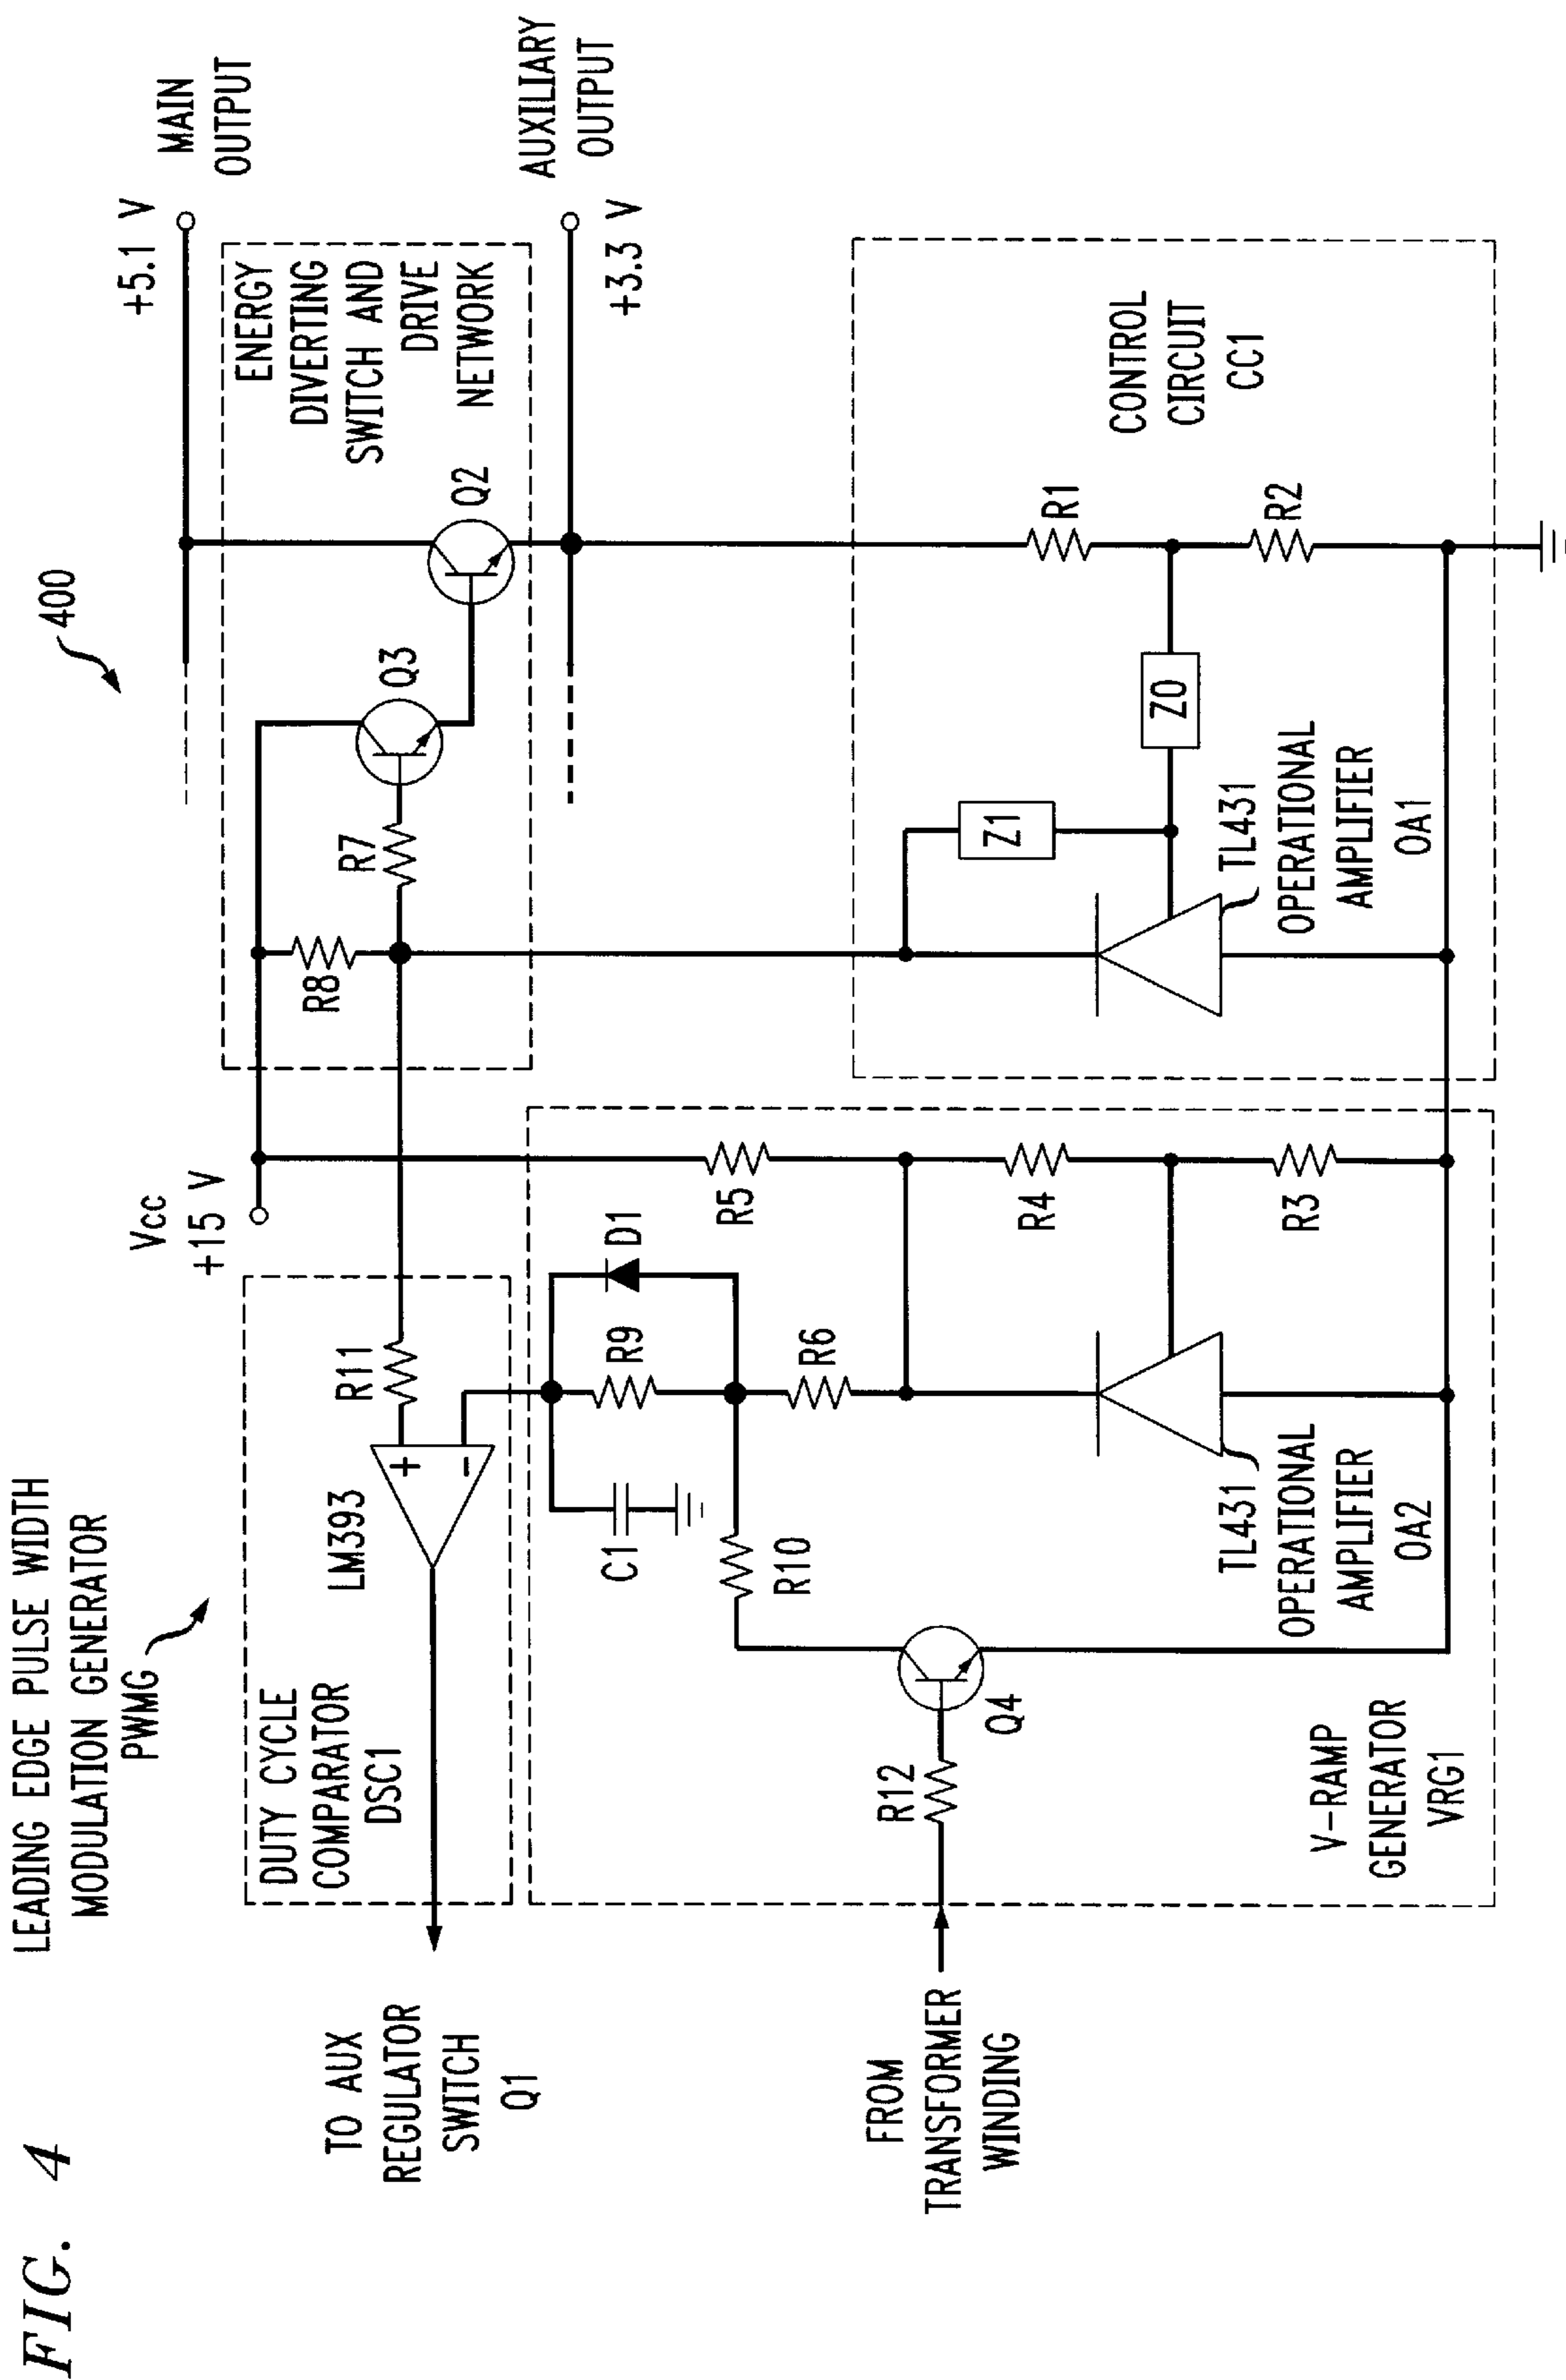 FIG. 4
LEADING EDGE PULSE WIDTH
MODULATION GENERATOR
PWMG
400
+5.1 V
MAIN
OUTPUT
Vcc
+15 V
ENERGY
DIVERTING
SWITCH AND
DRIVE
NETWORK
R8
R7
Q3
Q2
AUXILIARY
OUTPUT
+3.3 V
DUTY CYCLE
COMPARATOR
DSC1
LM393
+
-
R11
TO AUX
REGULATOR
SWITCH
Q1
C1
R9
D1
R10
R6
R5
R4
R3
R12
Q4
FROM
TRANSFORMER
WINDING
TL431
OPERATIONAL
AMPLIFIER
OA2
V-RAMP
GENERATOR
VRG1
Z1
Z0
R1
R2
TL431
OPERATIONAL
AMPLIFIER
OA1
CONTROL
CIRCUIT
CC1